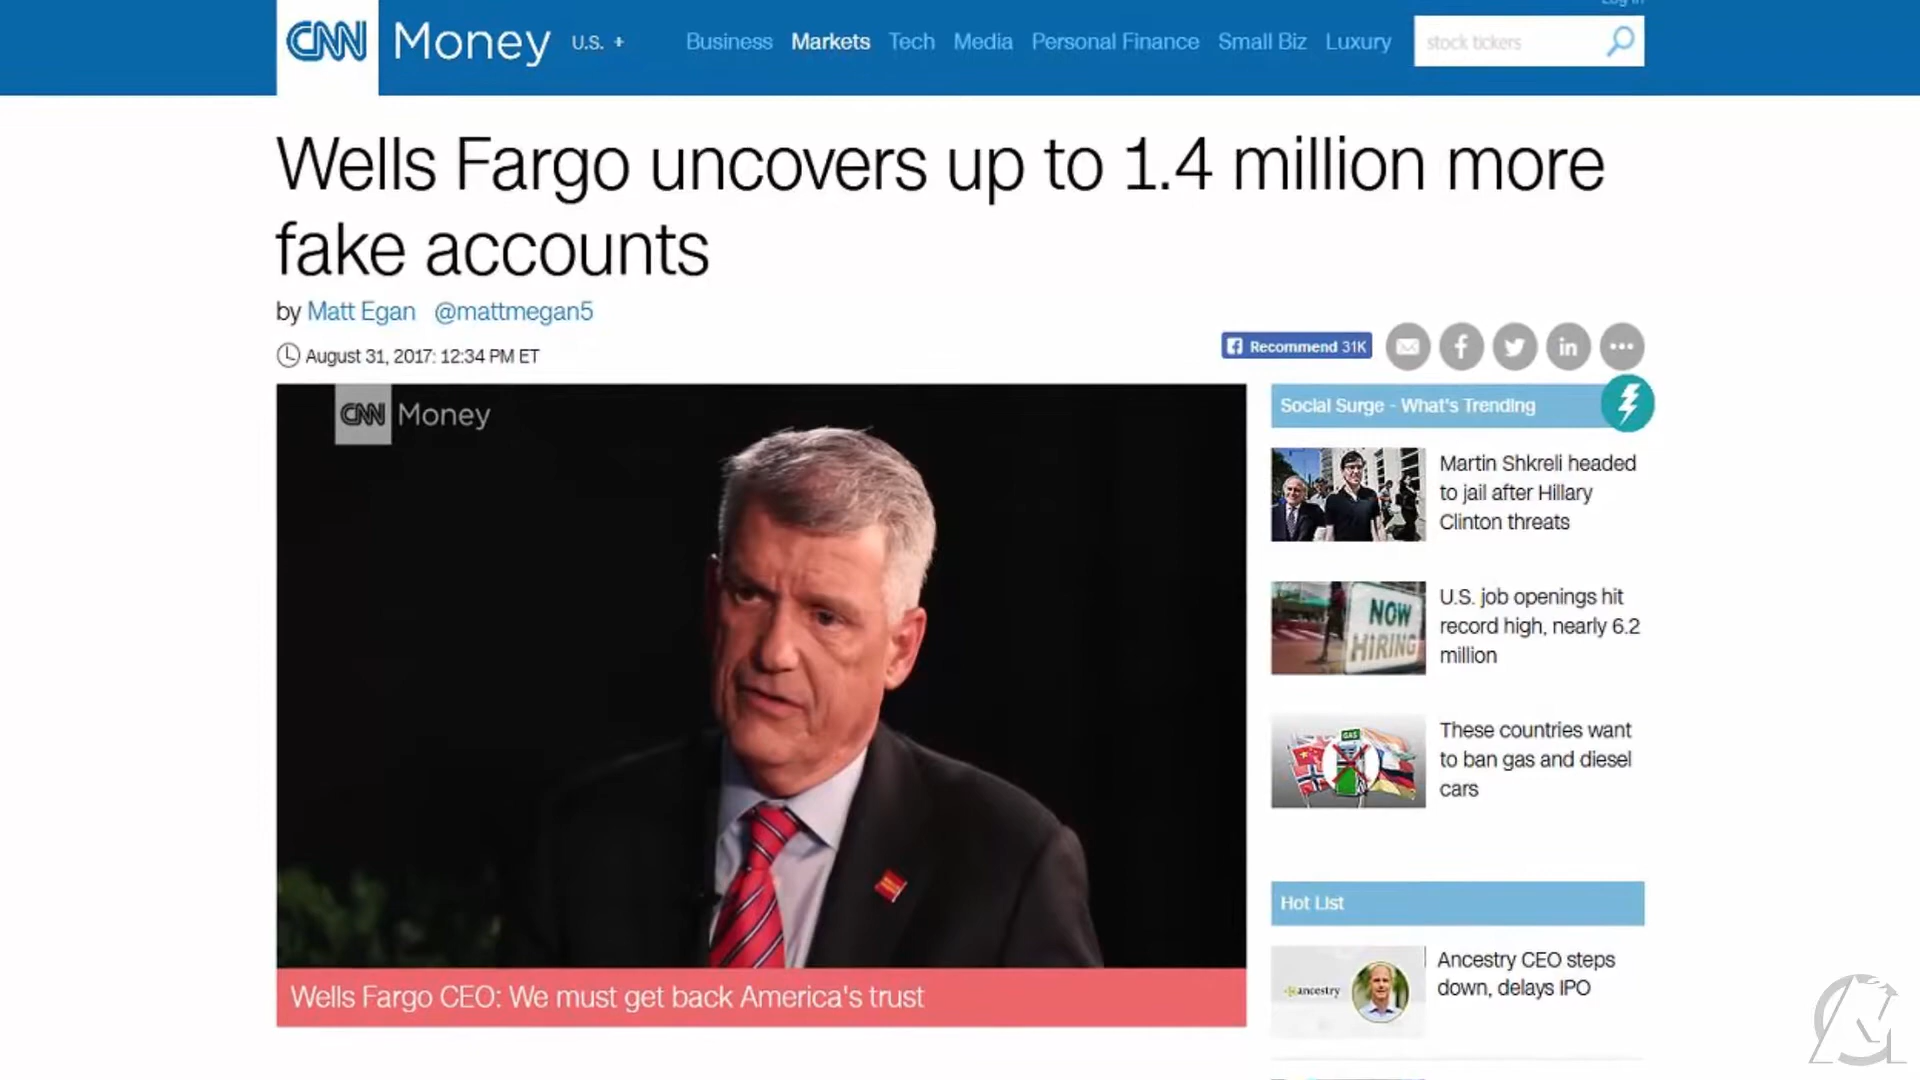 Log In
CNN Money U.S. +
Business Markets Tech Media Personal Finance Small Biz Luxury
stock tickers
Wells Fargo uncovers up to 1.4 million more
fake accounts
by Matt Egan @mattmegan5
August 31, 2017: 12:34 PM ET
Recommend 31K
CNN Money
Wells Fargo CEO: We must get back America's trust
Social Surge - What's Trending
Martin Shkreli headed
to jail after Hillary
Clinton threats
NOW
HIRING
U.S. job openings hit
record high, nearly 6.2
million
GAS
These countries want
to ban gas and diesel
cars
Hot List
ancestry
Ancestry CEO steps
down, delays IPO